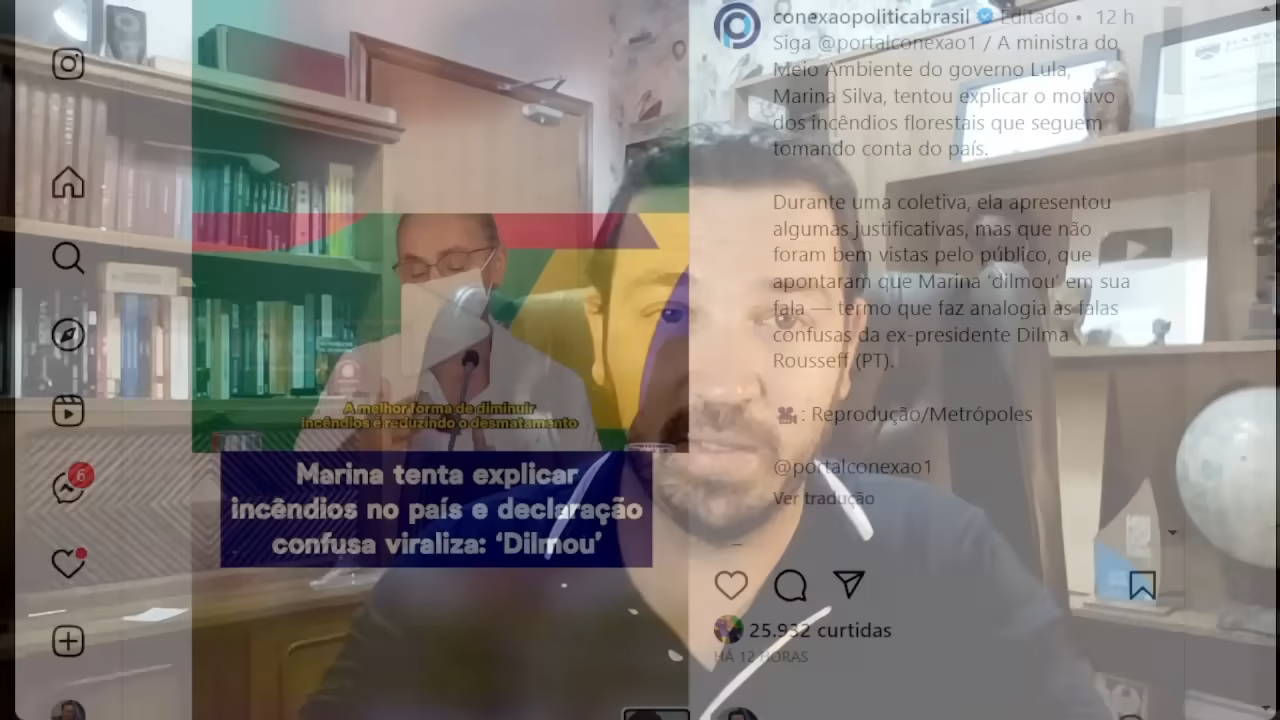 conexaopoliticabrasil Editado • 12 h
Siga @portalconexao1 / A ministra do
Meio Ambiente do governo Lula,
Marina Silva, tentou explicar o motivo
dos incêndios florestais que seguem
tomando conta do país.
Durante uma coletiva, ela apresentou
algumas justificativas, mas que não
foram bem vistas pelo público, que
apontaram que Marina ‘dilmou’ em sua
fala — termo que faz analogia às falas
confusas da ex-presidente Dilma
Rousseff (PT).
: Reprodução/Metrópoles
@portalconexao1
Ver tradução
25.932 curtidas
HÁ 12 HORAS
6
A melhor forma de diminuir
incêndios é reduzindo o desmatamento
Marina tenta explicar
incêndios no país e declaração
confusa viraliza: ‘Dilmou’